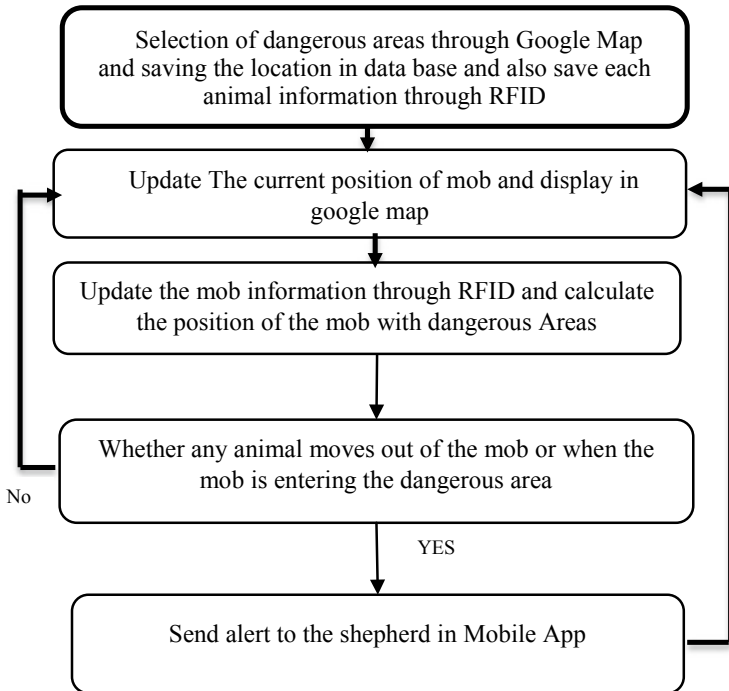 Selection of dangerous areas through Google Map
and saving the location in data base and also save each
animal information through RFID
Update The current position of mob and display in
google map
Update the mob information through RFID and calculate
the position of the mob with dangerous Areas
Whether any animal moves out of the mob or when the
mob is entering the dangerous area
No
YES
Send alert to the shepherd in Mobile App